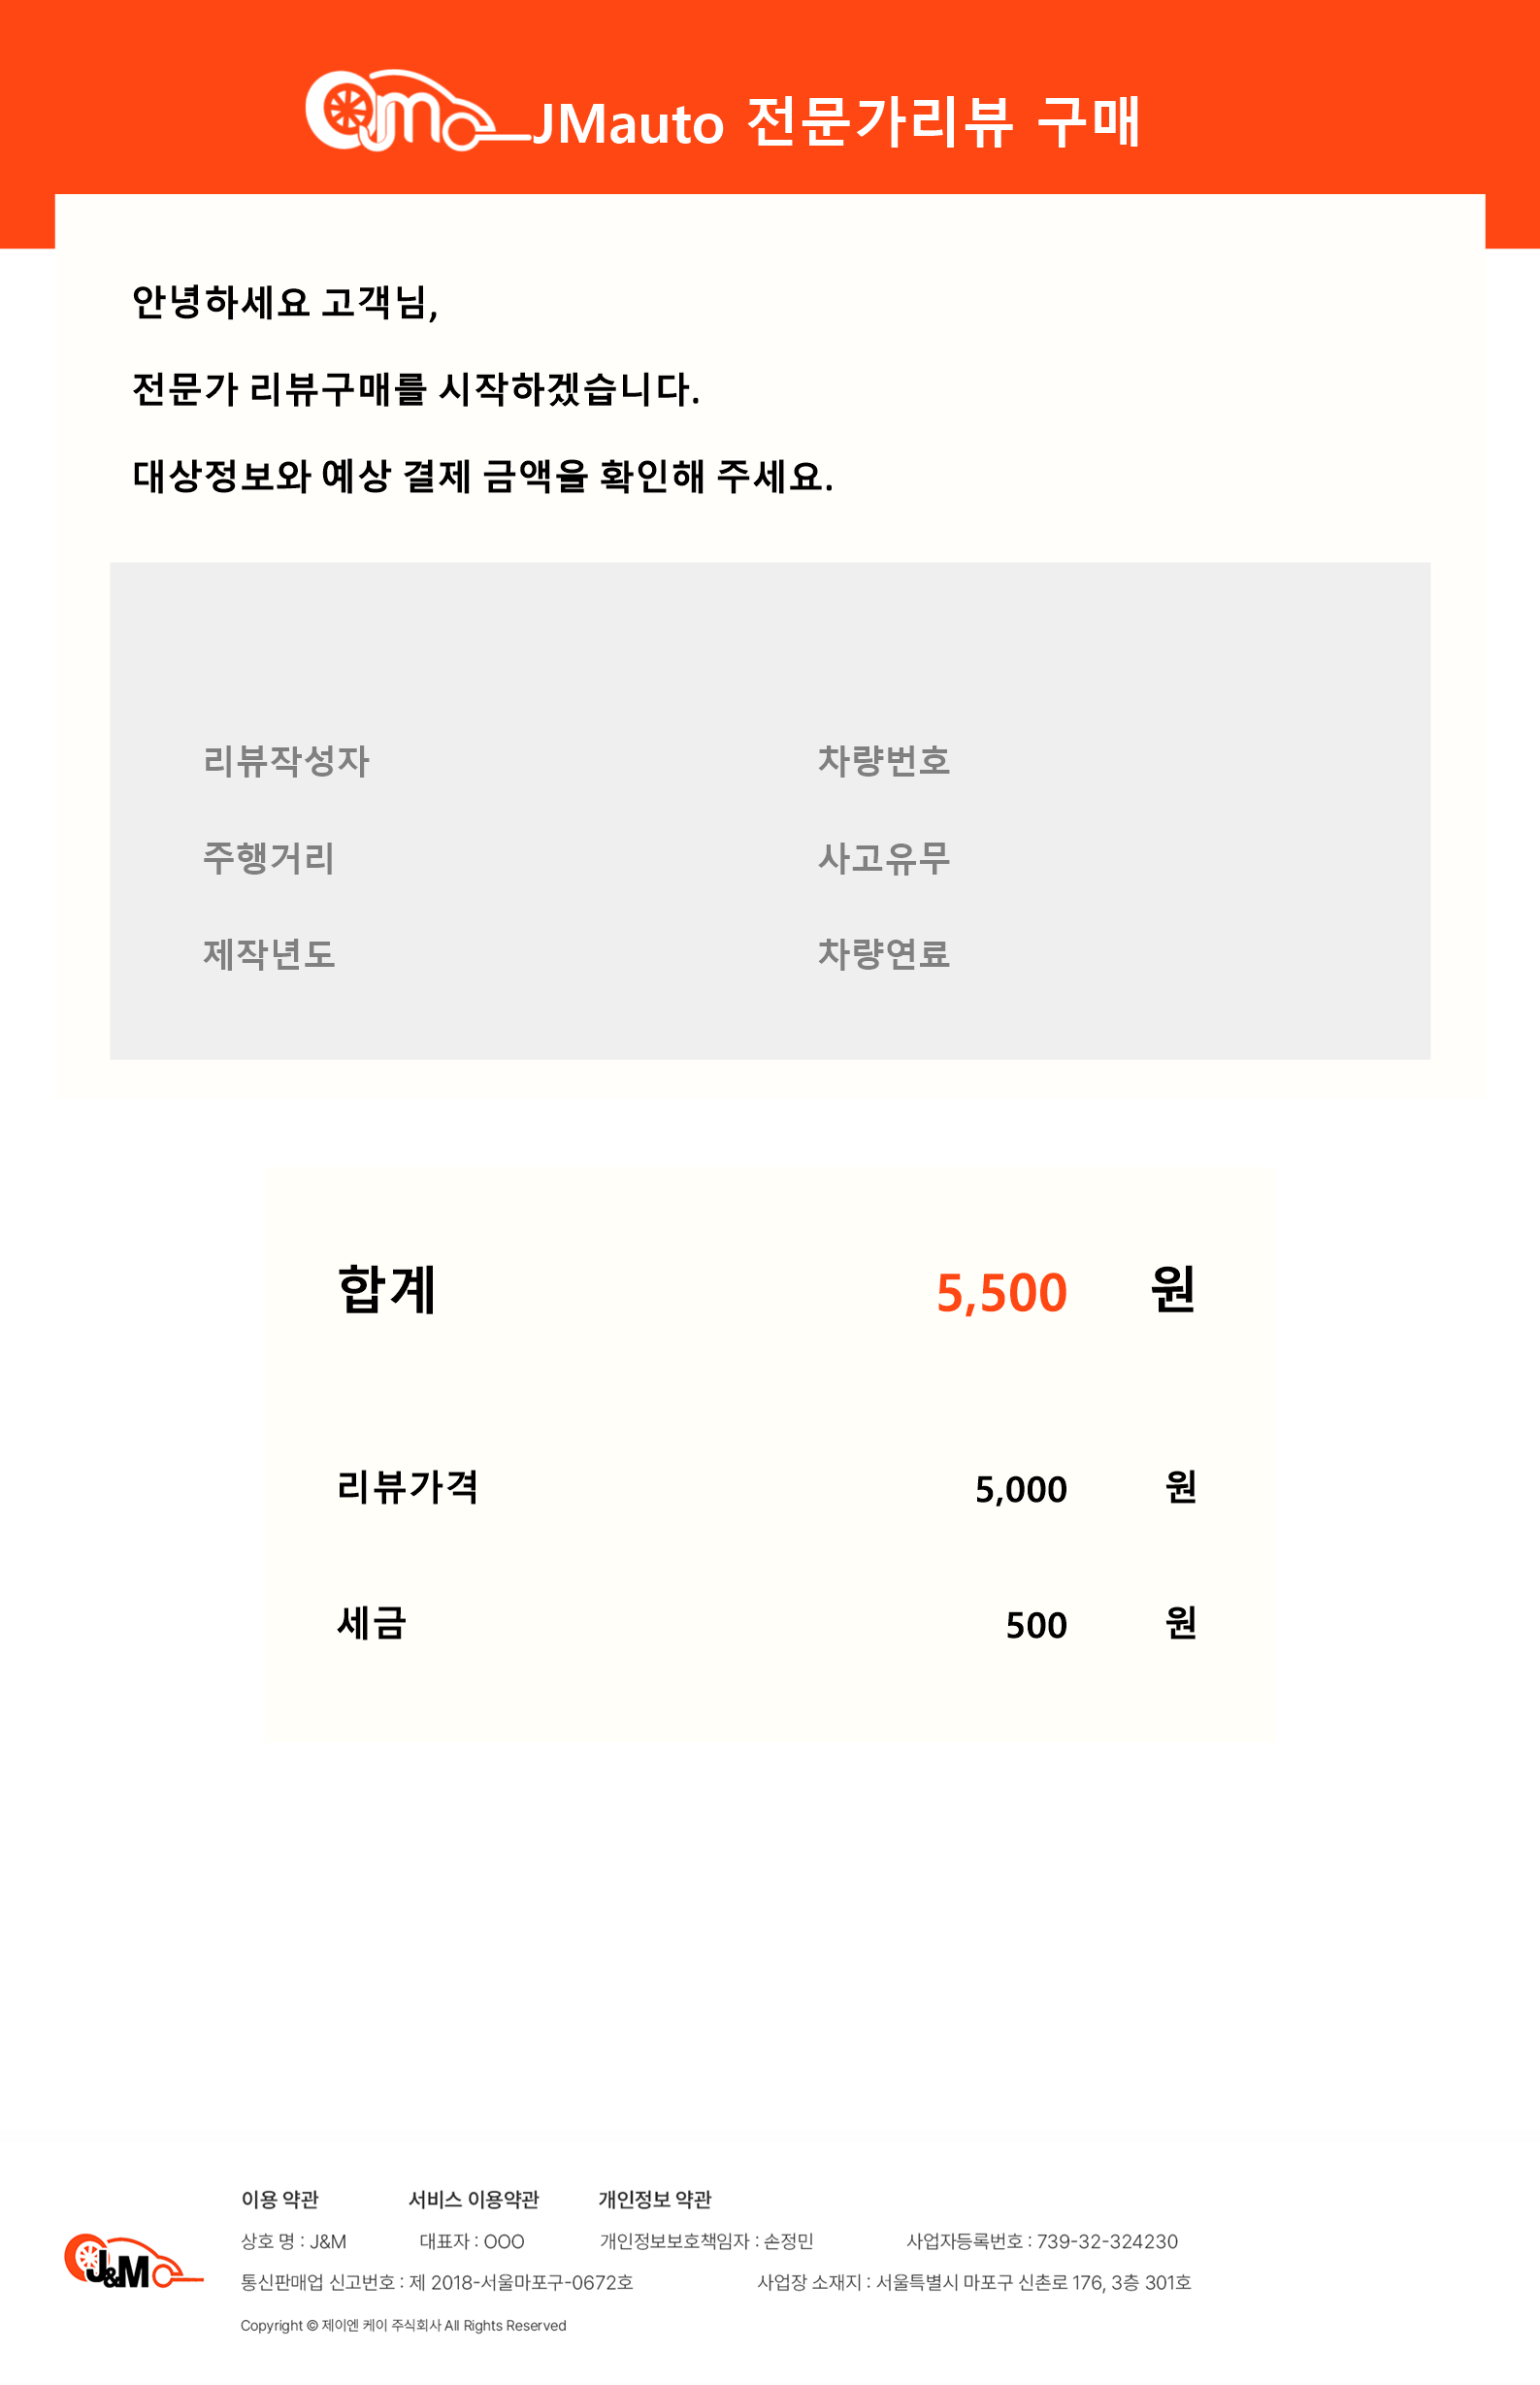 JMauto 전문가리뷰 구매
안녕하세요 고객님,
전문가 리뷰구매를 시작하겠습니다.
대상정보와 예상 결제 금액을 확인해 주세요.
리뷰작성자 차량번호
주행거리 사고유무
제작년도 차량연료
합계 5,500 원
리뷰가격 5,000 원
세금 500 원
이용 약관 서비스 이용약관 개인정보 약관
J&M
상호 명 : J&M 대표자 : OOO 개인정보보호책임자 : 손정민 사업자등록번호 : 739-32-324230
통신판매업 신고번호 : 제 2018-서울마포구-0672호 사업장 소재지 : 서울특별시 마포구 신촌로 176, 3층 301호
Copyright © 제이엔 케이 주식회사 All Rights Reserved